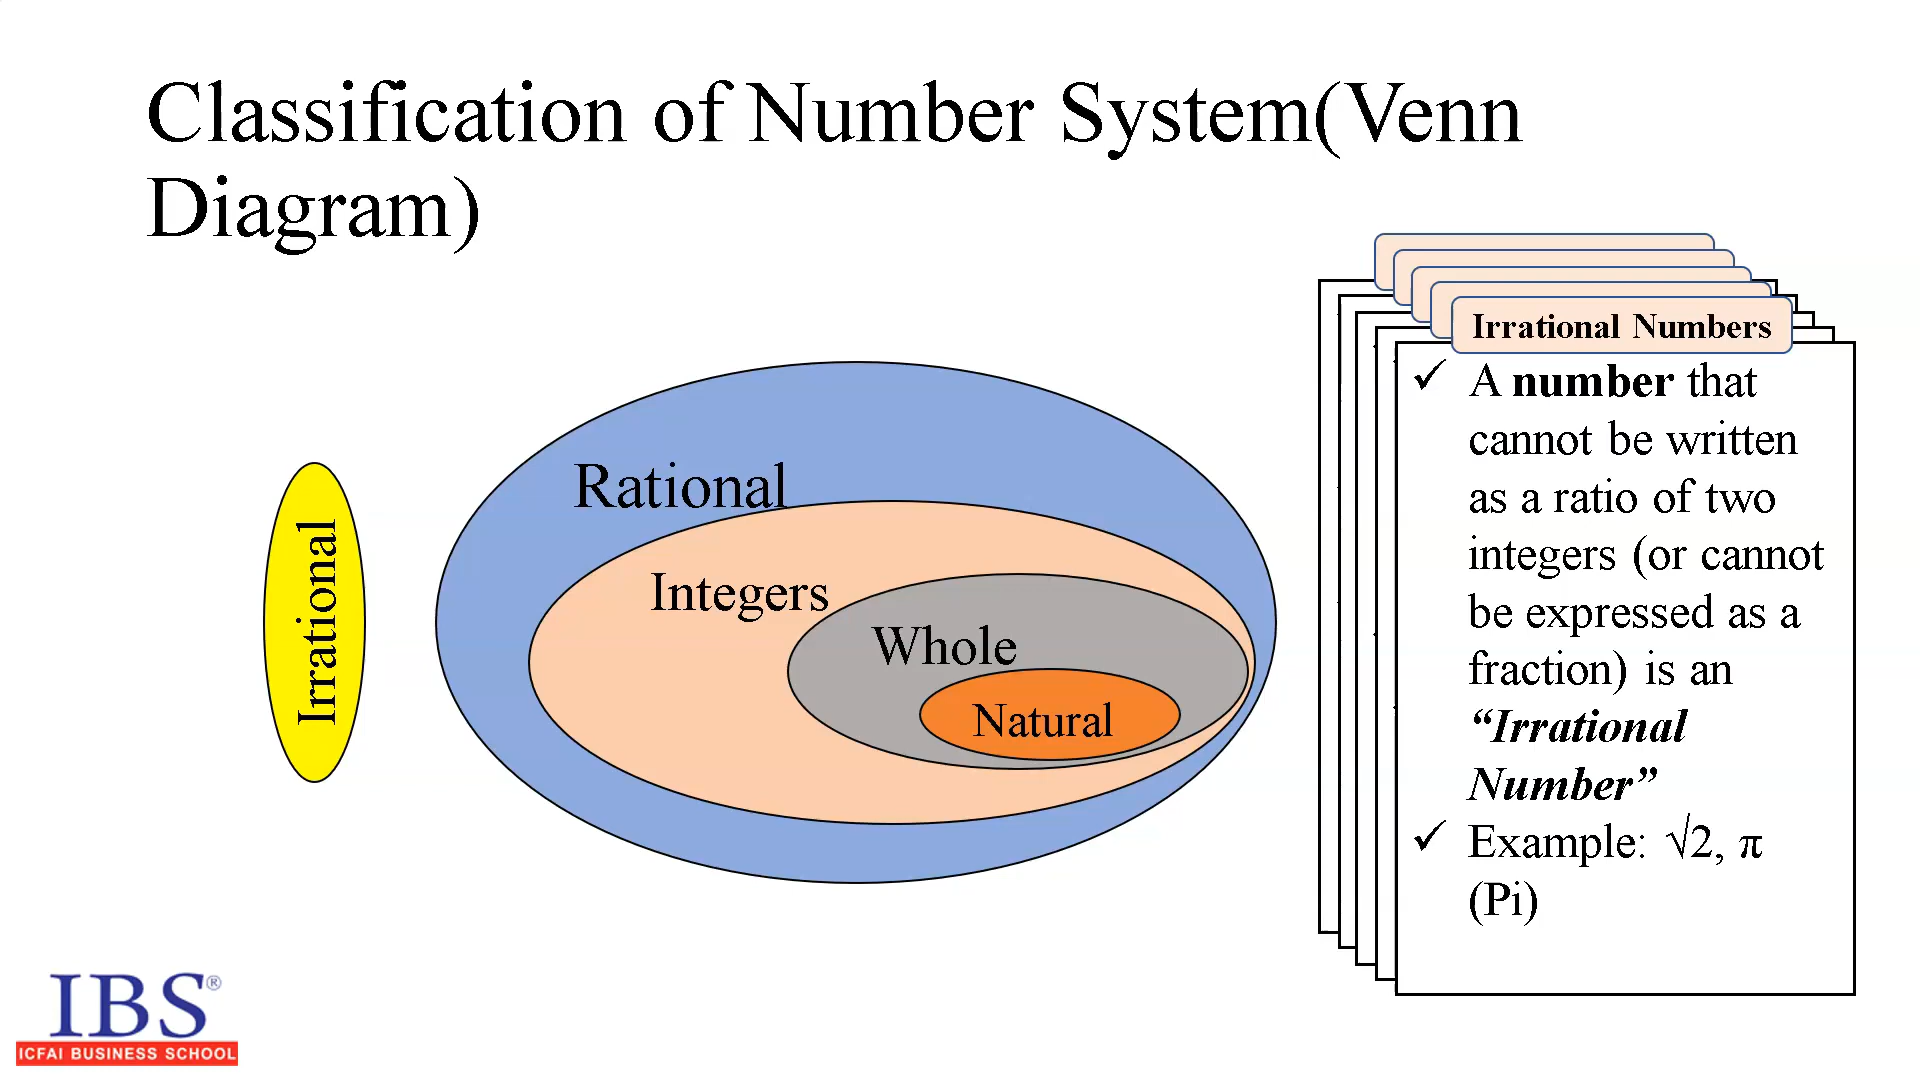 Classification of Number System(Venn
Diagram)
Irrational Numbers
✓ A number that
cannot be written
as a ratio of two
integers (or cannot
be expressed as a
fraction) is an
“Irrational
Number”
✓ Example: √2, π
(Pi)
Irrational
Rational
Integers
Whole
Natural
IBS®
ICFAI BUSINESS SCHOOL